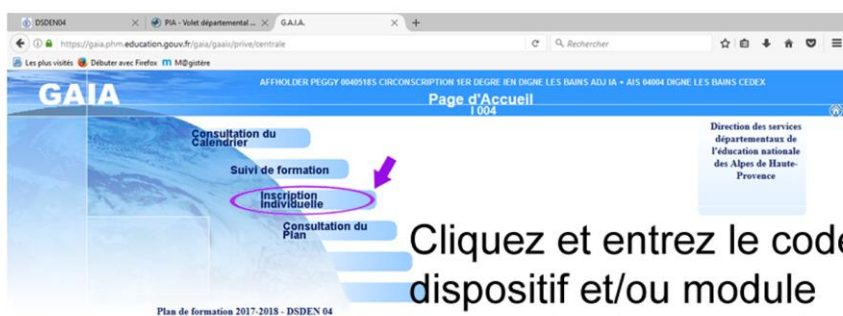 DSDEN04
PIA - Volet départemental ...
G.A.I.A.
https://gaia.phm.education.gouv.fr/gaia/gaais/prive/centrale
Rechercher
Les plus visités Débuter avec Firefox M@gistère
AFFHOLDER PEGGY 0040518S CIRCONSCRIPTION 1ER DEGRE IEN DIGNE LES BAINS ADJ IA + AIS 04004 DIGNE LES BAINS CEDEX
GAIA
Page d'Accueil
I 004
Direction des services
départementaux de
l'éducation nationale
des Alpes de Haute-
Provence
Consultation du
Calendrier
Suivi de formation
Inscription
Individuelle
Consultation du
Plan
Cliquez et entrez le code
dispositif et/ou module
Plan de formation 2017-2018 - DSDEN 04